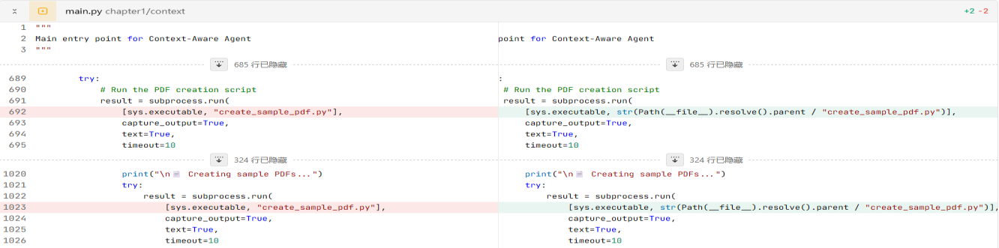 main.py chapter1/context
+2 -2
1 """
2 Main entry point for Context-Aware Agent
3 """
685 行已隐藏
689 try:
690 # Run the PDF creation script
691 result = subprocess.run(
692 [sys.executable, "create_sample_pdf.py"],
693 capture_output=True,
694 text=True,
695 timeout=10
324 行已隐藏
1020 print("\n📄 Creating sample PDFs...")
1021 try:
1022 result = subprocess.run(
1023 [sys.executable, "create_sample_pdf.py"],
1024 capture_output=True,
1025 text=True,
1026 timeout=10
point for Context-Aware Agent
685 行已隐藏
:
# Run the PDF creation script
result = subprocess.run(
[sys.executable, str(Path(__file__).resolve().parent / "create_sample_pdf.py")],
capture_output=True,
text=True,
timeout=10
324 行已隐藏
print("\n📄 Creating sample PDFs...")
try:
result = subprocess.run(
[sys.executable, str(Path(__file__).resolve().parent / "create_sample_pdf.py")],
capture_output=True,
text=True,
timeout=10